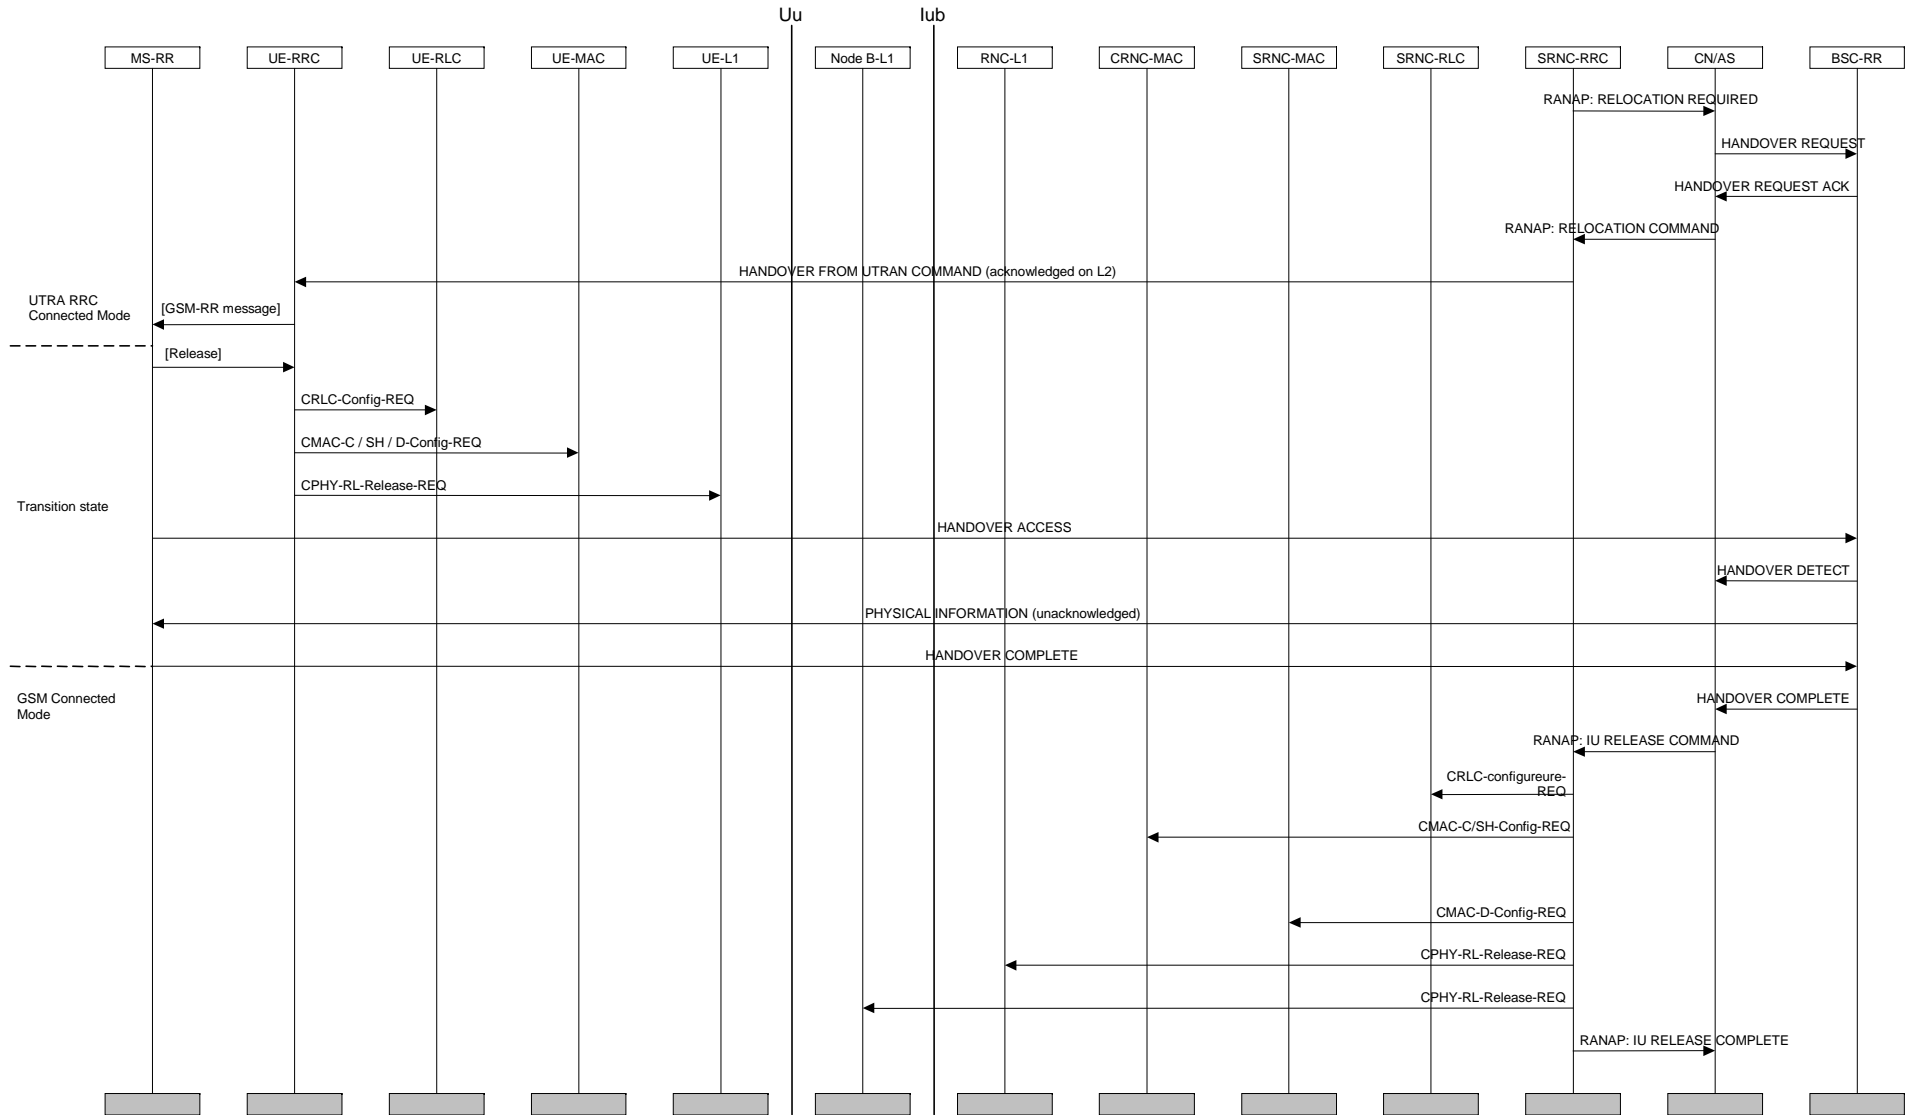 Uu
Iub
MS-RR
UE-RRC
UE-RLC
UE-MAC
UE-L1
Node B-L1
RNC-L1
CRNC-MAC
SRNC-MAC
SRNC-RLC
SRNC-RRC
CN/AS
BSC-RR
RANAP: RELOCATION REQUIRED
HANDOVER REQUEST
HANDOVER REQUEST ACK
RANAP: RELOCATION COMMAND
HANDOVER FROM UTRAN COMMAND (acknowledged on L2)
UTRA RRC
Connected Mode
[GSM-RR message]
[Release]
CRLC-Config-REQ
CMAC-C / SH / D-Config-REQ
CPHY-RL-Release-REQ
Transition state
HANDOVER ACCESS
HANDOVER DETECT
PHYSICAL INFORMATION (unacknowledged)
HANDOVER COMPLETE
GSM Connected
Mode
HANDOVER COMPLETE
RANAP: IU RELEASE COMMAND
CRLC-configureure-
REQ
CMAC-C/SH-Config-REQ
CMAC-D-Config-REQ
CPHY-RL-Release-REQ
CPHY-RL-Release-REQ
RANAP: IU RELEASE COMPLETE